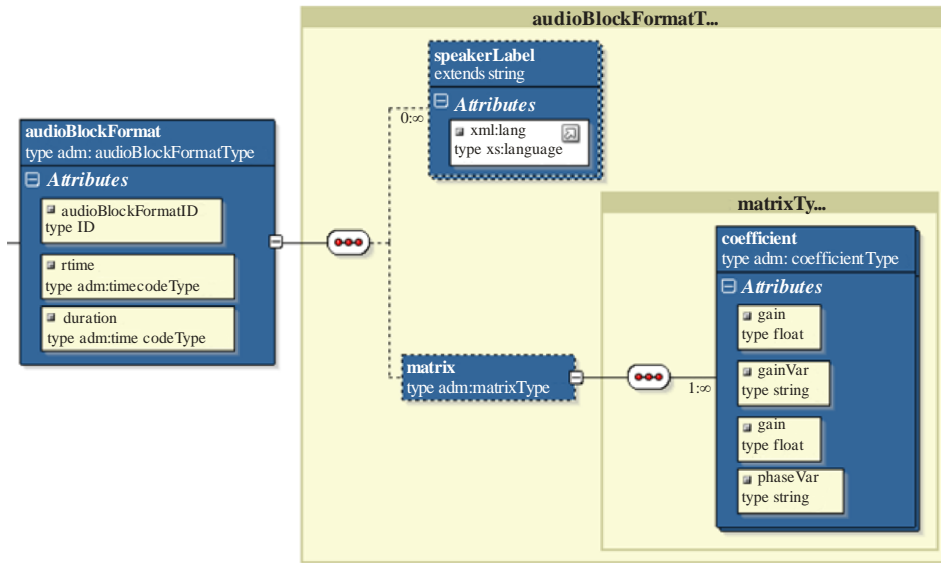 audioBlockFormatT...
speakerLabel
extends string
Attributes
xml:lang
type xs:language
0:∞
audioBlockFormat
type adm: audioBlockFormatType
Attributes
audioBlockFormatID
type ID
rtime
type adm:timecodeType
duration
type adm:time codeType
matrix
type adm:matrixType
matrixTy...
1:∞
coefficient
type adm: coefficientType
Attributes
gain
type float
gainVar
type string
gain
type float
phaseVar
type string